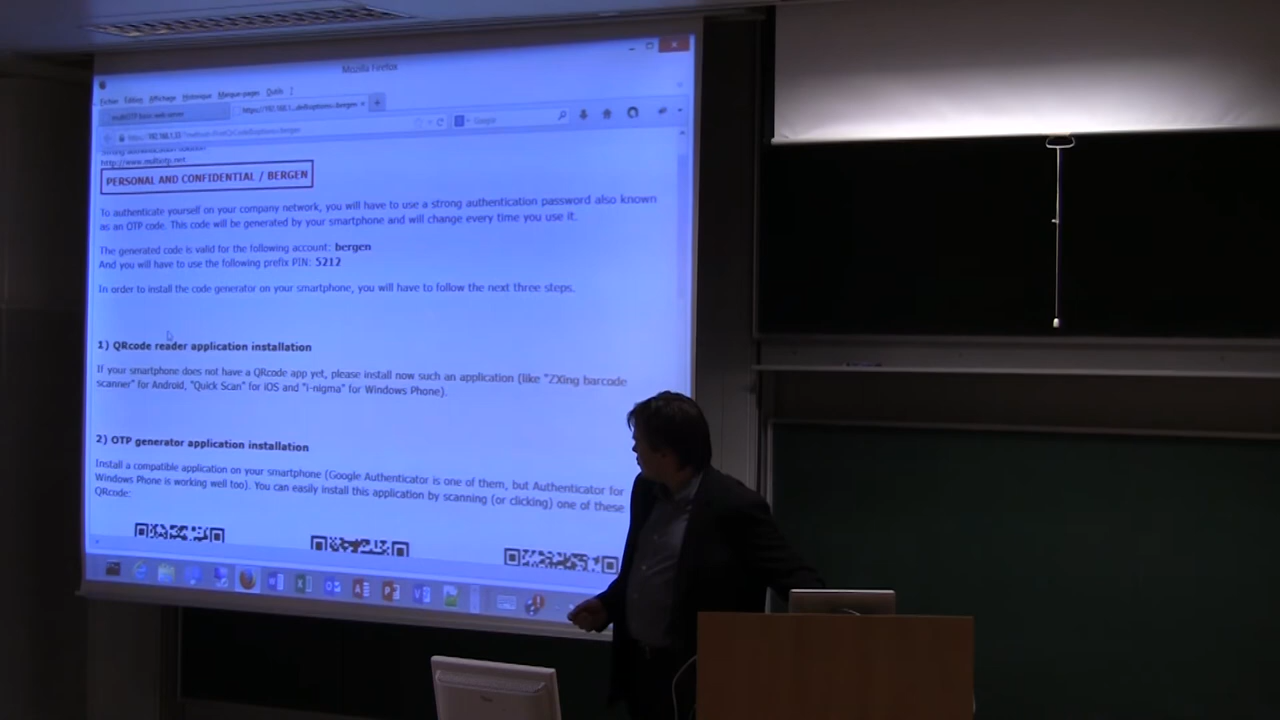 Mozilla Firefox
Fichier Édition Affichage Historique Marque-pages Outils ?
multiOTP basic web server
Google
strong authentication solution
http://www.multiotp.net
PERSONAL AND CONFIDENTIAL / BERGEN
To authenticate yourself on your company network, you will have to use a strong authentication password also known
as an OTP code. This code will be generated by your smartphone and will change every time you use it.
The generated code is valid for the following account: bergen
And you will have to use the following prefix PIN: 5212
In order to install the code generator on your smartphone, you will have to follow the next three steps.
1) QRcode reader application installation
If your smartphone does not have a QRcode app yet, please install now such an application (like "ZXing barcode
scanner" for Android, "Quick Scan" for iOS and "i-nigma" for Windows Phone).
2) OTP generator application installation
Install a compatible application on your smartphone (Google Authenticator is one of them, but Authenticator for
Windows Phone is working well too). You can easily install this application by scanning (or clicking) one of these
QRcode: